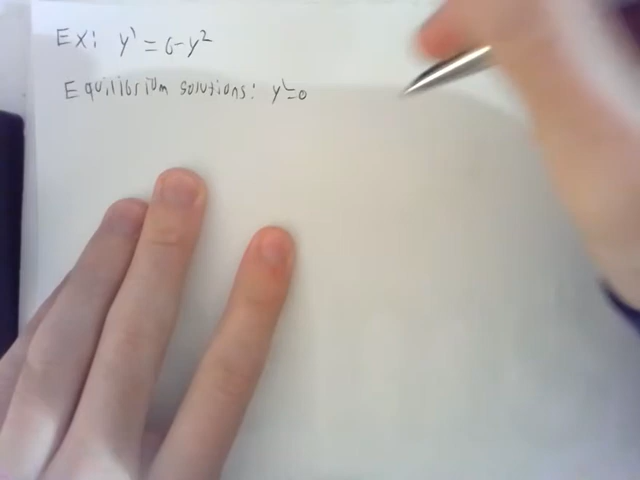 Ex: y' = 6-y²
Equilibrium solutions: y'=0